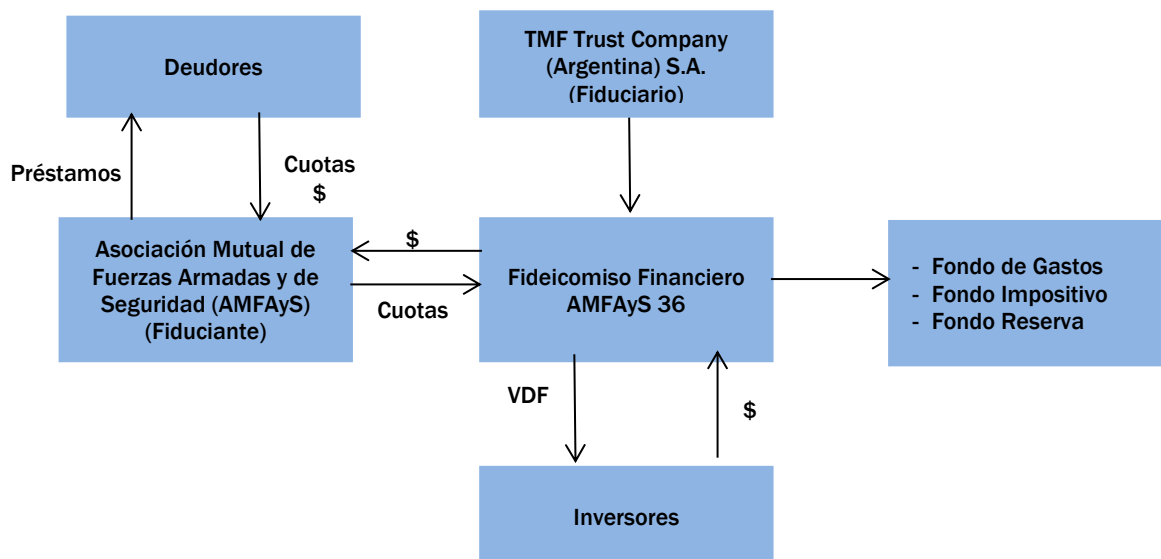 Deudores
TMF Trust Company
(Argentina) S.A.
(Fiduciario)
Préstamos
Cuotas
$
Asociación Mutual de
Fuerzas Armadas y de
Seguridad (AMFAyS)
(Fiduciante)
$
Cuotas
Fideicomiso Financiero
AMFAyS 36
- Fondo de Gastos
- Fondo Impositivo
- Fondo Reserva
VDF
$
Inversores